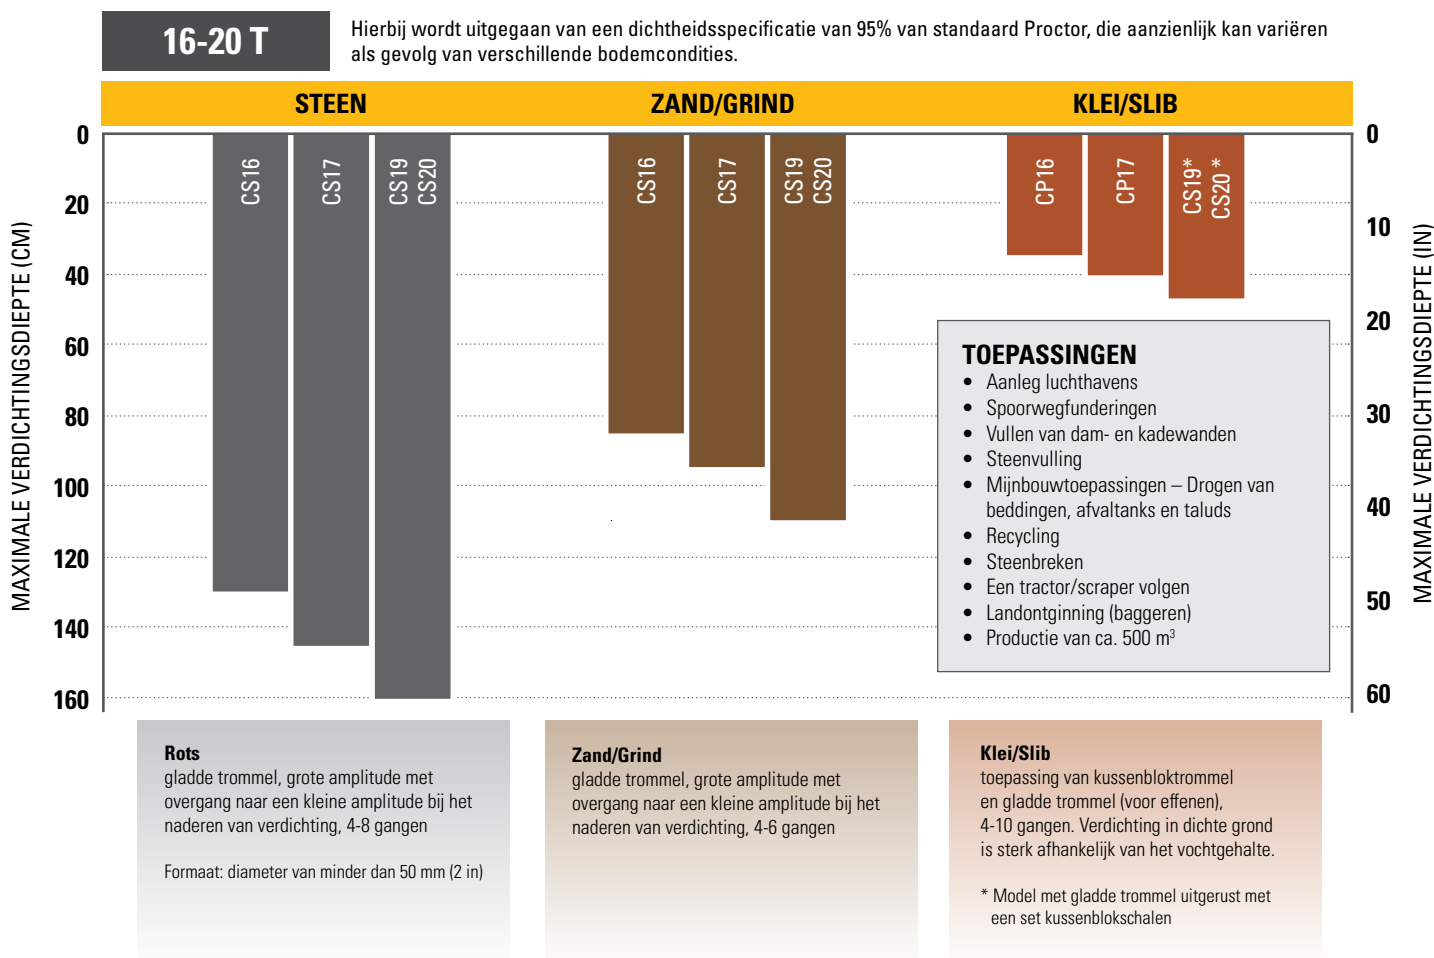 16-20 T
Hierbij wordt uitgegaan van een dichtheidsspecificatie van 95% van standaard Proctor, die aanzienlijk kan variëren
als gevolg van verschillende bodemcondities.
STEEN
ZAND/GRIND
KLEI/SLIB
MAXIMALE VERDICHTINGSDIEPTE (CM)
0
20
40
60
80
100
120
140
160
CS16
CS17
CS19
CS20
CS16
CS17
CS19
CS20
CP16
CP17
CS19*
CS20 *
0
10
20
30
40
50
60
MAXIMALE VERDICHTINGSDIEPTE (IN)
TOEPASSINGEN
• Aanleg luchthavens
• Spoorwegfunderingen
• Vullen van dam- en kadewanden
• Steenvulling
• Mijnbouwtoepassingen – Drogen van
beddingen, afvaltanks en taluds
• Recycling
• Steenbreken
• Een tractor/scraper volgen
• Landontginning (baggeren)
• Productie van ca. 500 m³
Rots
gladde trommel, grote amplitude met
overgang naar een kleine amplitude bij het
naderen van verdichting, 4-8 gangen
Formaat: diameter van minder dan 50 mm (2 in)
Zand/Grind
gladde trommel, grote amplitude met
overgang naar een kleine amplitude bij het
naderen van verdichting, 4-6 gangen
Klei/Slib
toepassing van kussenbloktrommel
en gladde trommel (voor effenen),
4-10 gangen. Verdichting in dichte grond
is sterk afhankelijk van het vochtgehalte.
* Model met gladde trommel uitgerust met
een set kussenblokschalen